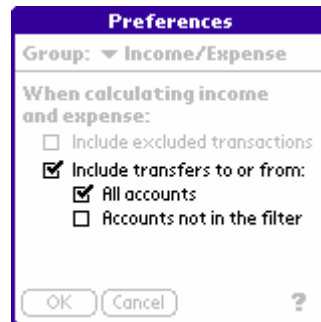 Preferences
Group: Income/Expense
When calculating income
and expense:
Include excluded transactions
Include transfers to or from:
All accounts
Accounts not in the filter
OK Cancel ?